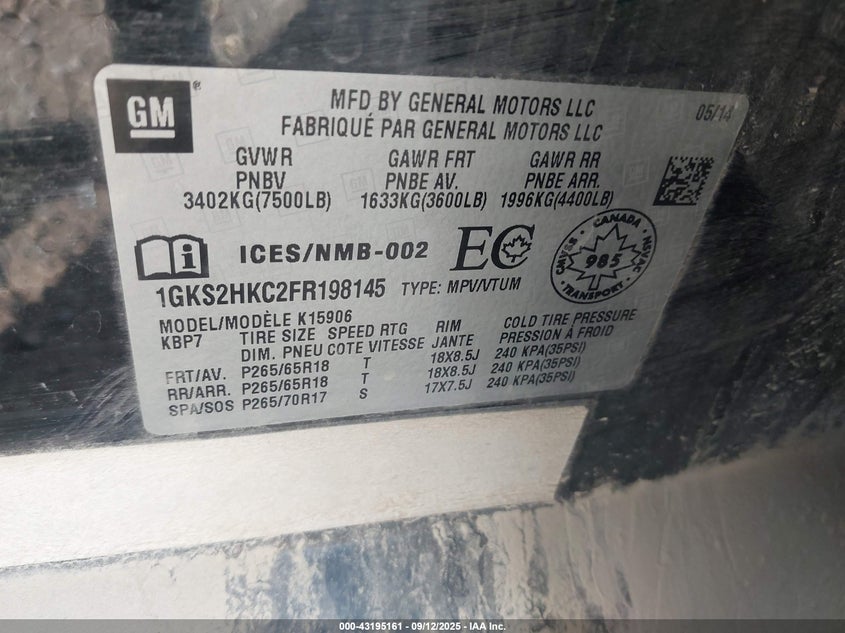 GM
MFD BY GENERAL MOTORS LLC
05/14
FABRIQUÉ PAR GENERAL MOTORS LLC
GVWR GAWR FRT GAWR RR
PNBV PNBE AV. PNBE ARR.
3402KG(7500LB) 1633KG(3600LB) 1996KG(4400LB)
i ICES/NMB-002 EC
CANADA
CMVSS 985 NSVAC
TRANSPORT
1GKS2HKC2FR198145 TYPE: MPV/VTUM
MODEL/MODÈLE K15906
KBP7 TIRE SIZE SPEED RTG RIM COLD TIRE PRESSURE
DIM. PNEU COTE VITESSE JANTE PRESSION À FROID
FRT/AV. P265/65R18 T 18X8.5J 240 KPA(35PSI)
RR/ARR. P265/65R18 T 18X8.5J 240 KPA(35PSI)
SPA/SOS P265/70R17 S 17X7.5J 240 KPA(35PSI)
000-43195161 - 09/12/2025 - IAA Inc.